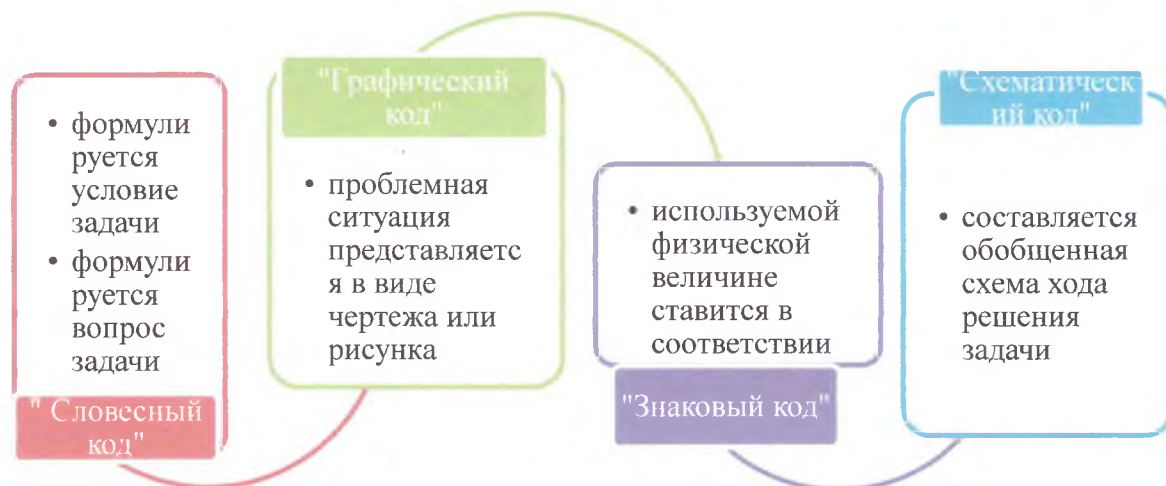 • формули
руется
условие
задачи
• формули
руется
вопрос
задачи
" Словесный
код"
"Графический
код"
• проблемная
ситуация
представляетс
я в виде
чертежа или
рисунка
• используемой
физической
величине
ставится в
соответствии
"Знаковый код"
"Схематическ
ий код"
• составляется
обобщенная
схема хода
решения
задачи